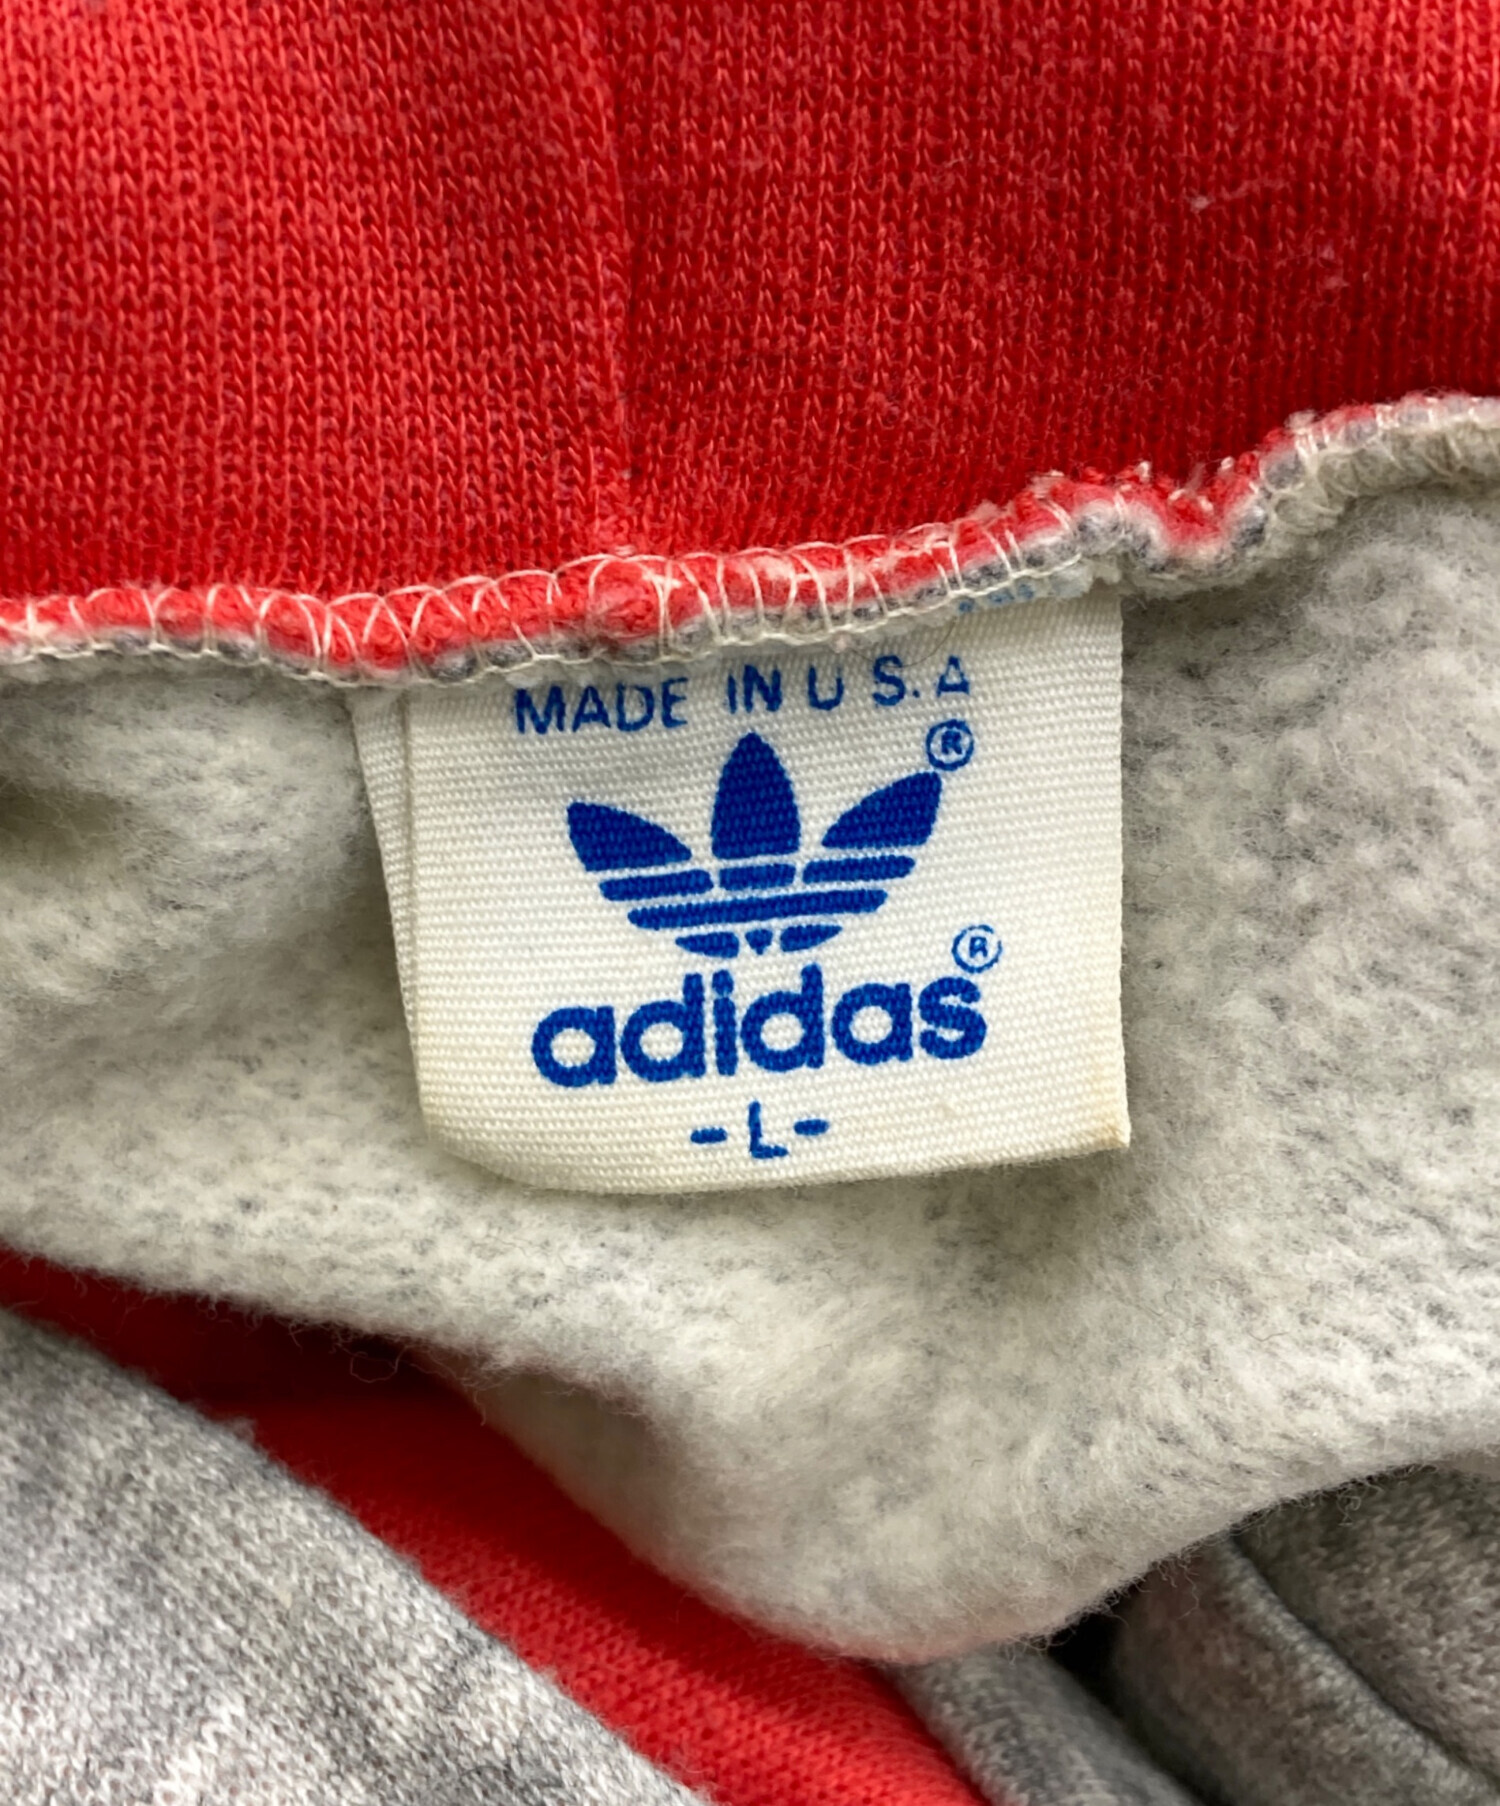 MADE IN U S. A
®
adidas®
-L-